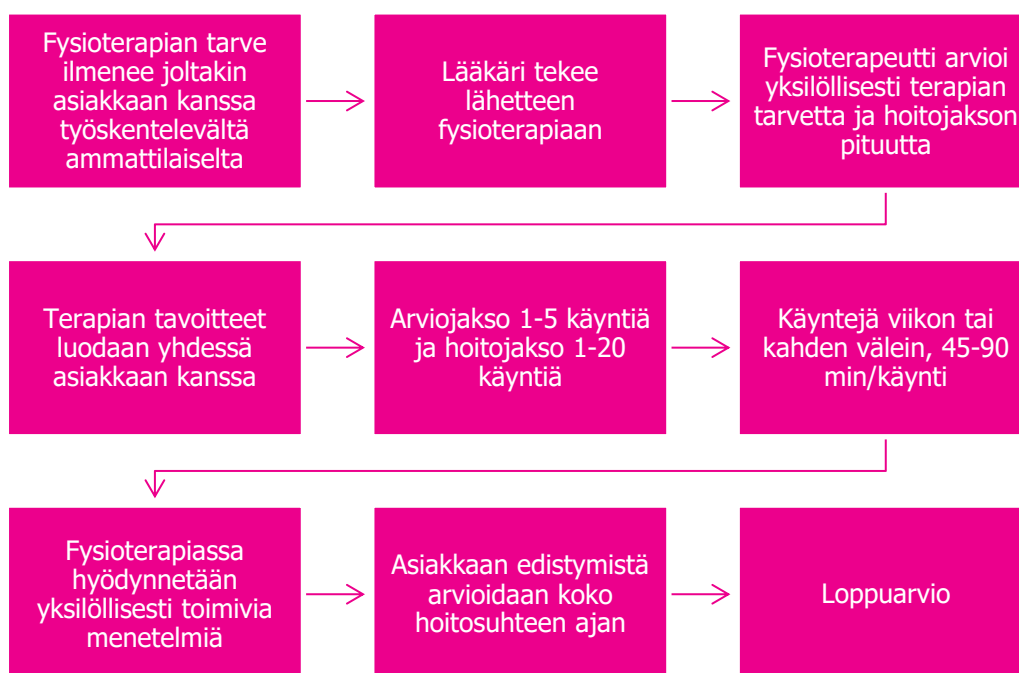 Fysioterapian tarve
ilmenee joltakin
asiakkaan kanssa
työskentelevältä
ammattilaiselta
Lääkäri tekee
lähetteen
fysioterapiaan
Fysioterapeutti arvioi
yksilöllisesti terapian
tarvetta ja hoitojakson
pituutta
Terapian tavoitteet
luodaan yhdessä
asiakkaan kanssa
Arviojakso 1-5 käyntiä
ja hoitojakso 1-20
käyntiä
Käyntejä viikon tai
kahden välein, 45-90
min/käynti
Fysioterapiassa
hyödynnetään
yksilöllisesti toimivia
menetelmiä
Asiakkaan edistymistä
arvioidaan koko
hoitosuhteen ajan
Loppuarvio